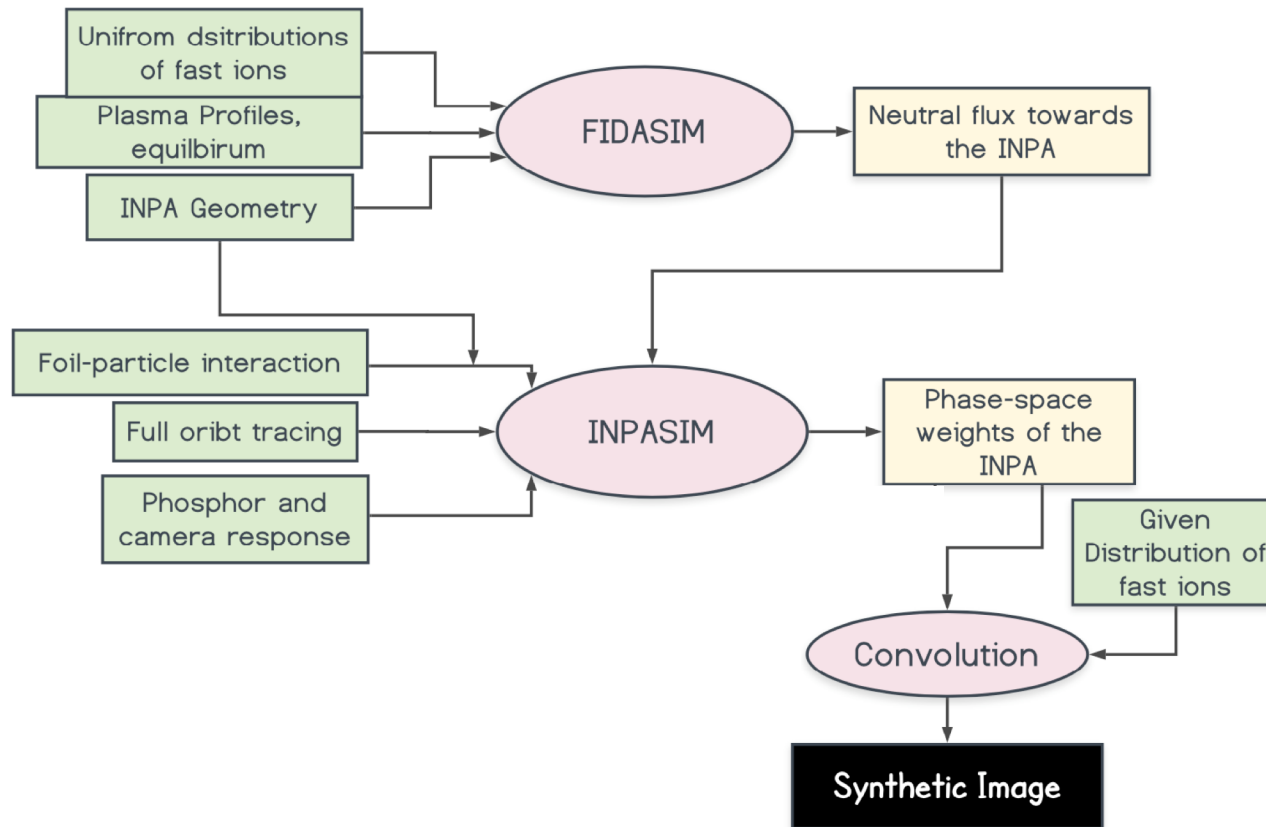 Unifrom dsitributions
of fast ions
Plasma Profiles,
equilbirum
INPA Geometry
FIDASIM
Neutral flux towards
the INPA
Foil-particle interaction
Full oribt tracing
Phosphor and
camera response
INPASIM
Phase-space
weights of the
INPA
Given
Distribution of
fast ions
Convolution
Synthetic Image